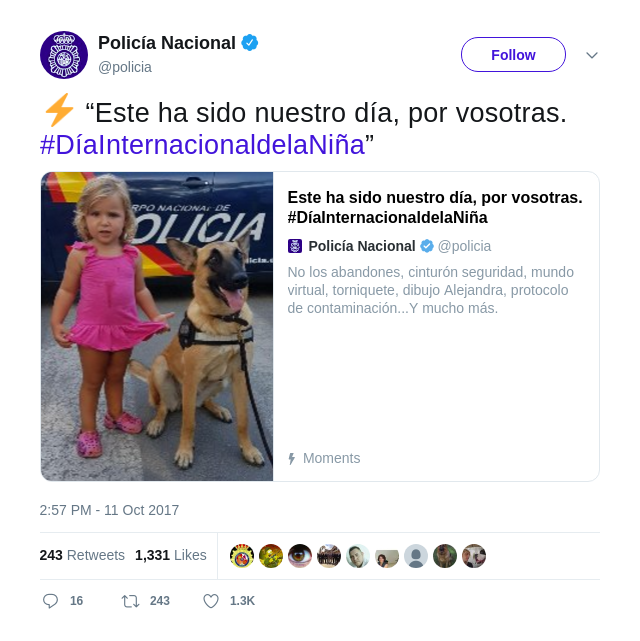 Policía Nacional
@policia
Follow
“Este ha sido nuestro día, por vosotras.
#DíaInternacionaldelaNiña”
RPO NACIONAL DE
OLICIA
licia.e
Este ha sido nuestro día, por vosotras.
#DíaInternacionaldelaNiña
Policía Nacional @policia
No los abandones, cinturón seguridad, mundo
virtual, torniquete, dibujo Alejandra, protocolo
de contaminación...Y mucho más.
Moments
2:57 PM - 11 Oct 2017
243 Retweets 1,331 Likes
16 243 1.3K